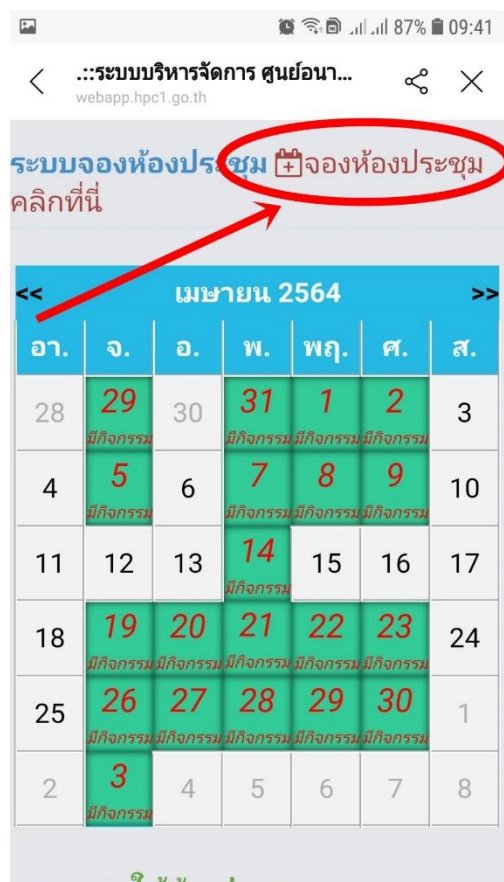 87% 09:41
.::ระบบบริหารจัดการ ศูนย์อนา...
webapp.hpc1.go.th
ระบบจองห้องประชุม จองห้องประชุม
คลิกที่นี่
<< เมษายน 2564 >>
อา. จ. อ. พ. พฤ. ศ. ส.
28 29 30 31 1 2 3
มีกิจกรรม มีกิจกรรม มีกิจกรรม มีกิจกรรม
4 5 6 7 8 9 10
มีกิจกรรม มีกิจกรรม มีกิจกรรม มีกิจกรรม
11 12 13 14 15 16 17
มีกิจกรรม
18 19 20 21 22 23 24
มีกิจกรรม มีกิจกรรม มีกิจกรรม มีกิจกรรม มีกิจกรรม
25 26 27 28 29 30 1
มีกิจกรรม มีกิจกรรม มีกิจกรรม มีกิจกรรม มีกิจกรรม
2 3 4 5 6 7 8
มีกิจกรรม